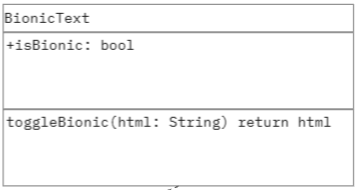 BionicText
+isBionic: bool
toggleBionic(html: String) return html